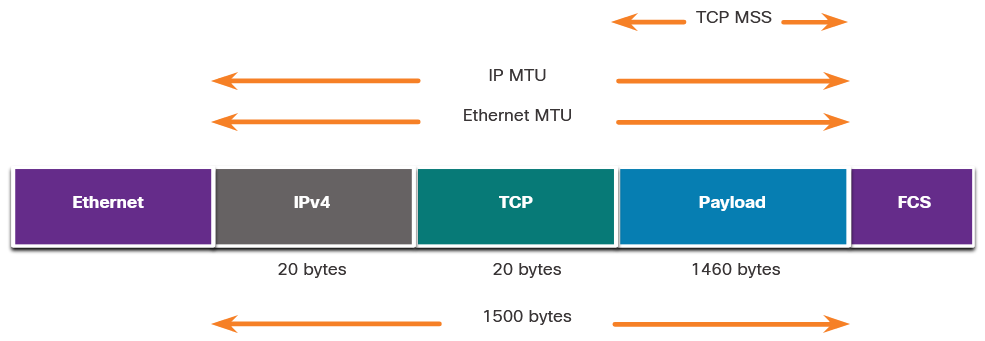 TCP MSS
IP MTU
Ethernet MTU
Ethernet IPv4 TCP Payload FCS
20 bytes 20 bytes 1460 bytes
1500 bytes